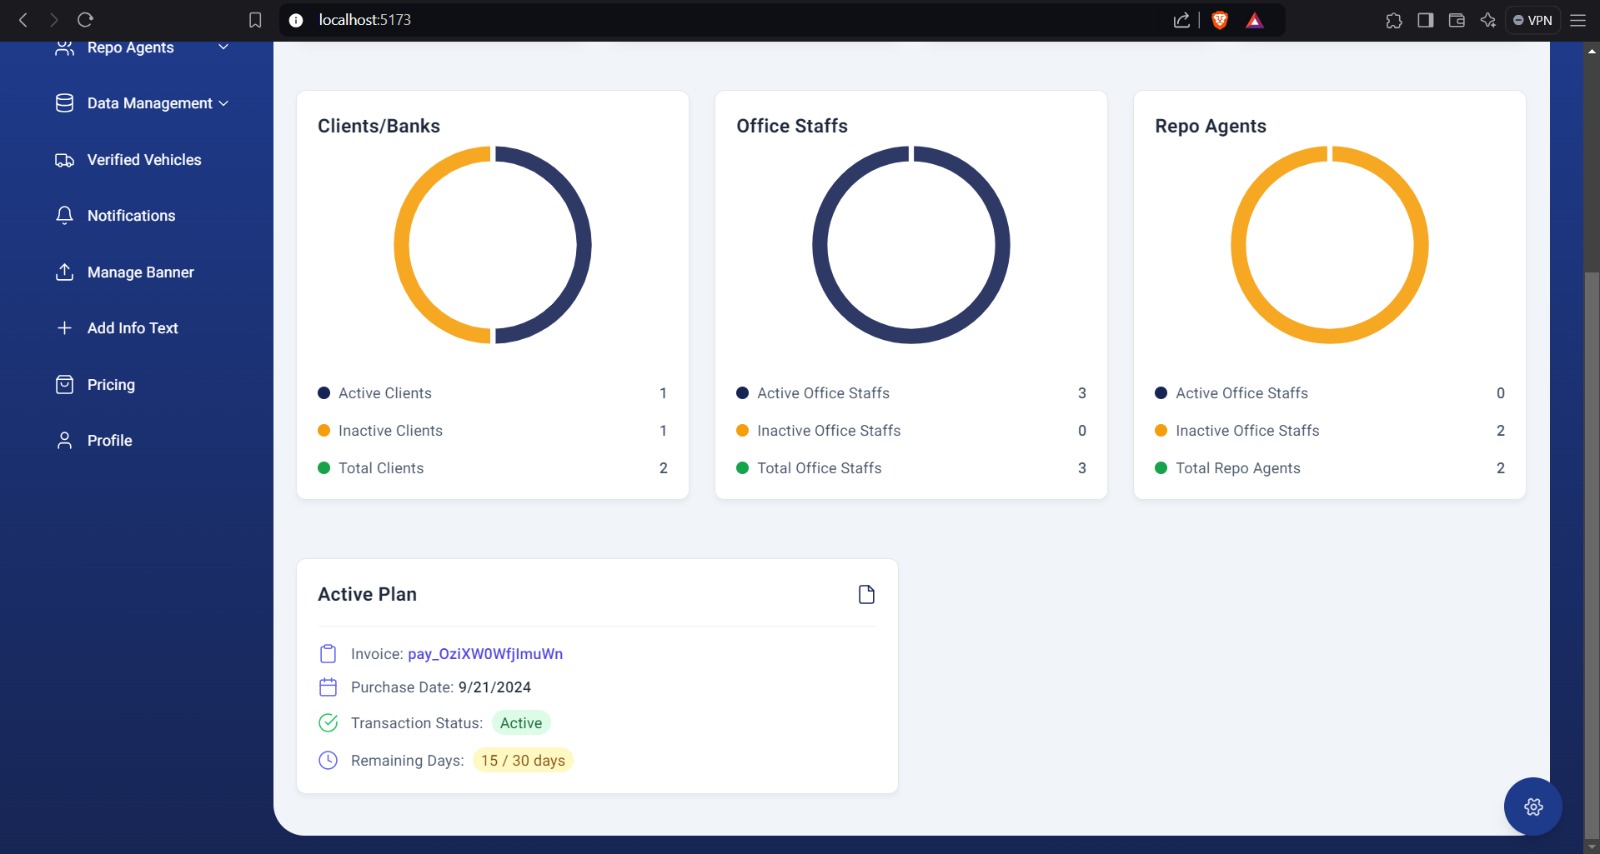 localhost:5173
VPN
Repo Agents
Data Management
Verified Vehicles
Notifications
Manage Banner
Add Info Text
Pricing
Profile
Clients/Banks
Active Clients 1
Inactive Clients 1
Total Clients 2
Office Staffs
Active Office Staffs 3
Inactive Office Staffs 0
Total Office Staffs 3
Repo Agents
Active Office Staffs 0
Inactive Office Staffs 2
Total Repo Agents 2
Active Plan
Invoice: pay_OziXW0WfjImuWn
Purchase Date: 9/21/2024
Transaction Status: Active
Remaining Days: 15 / 30 days